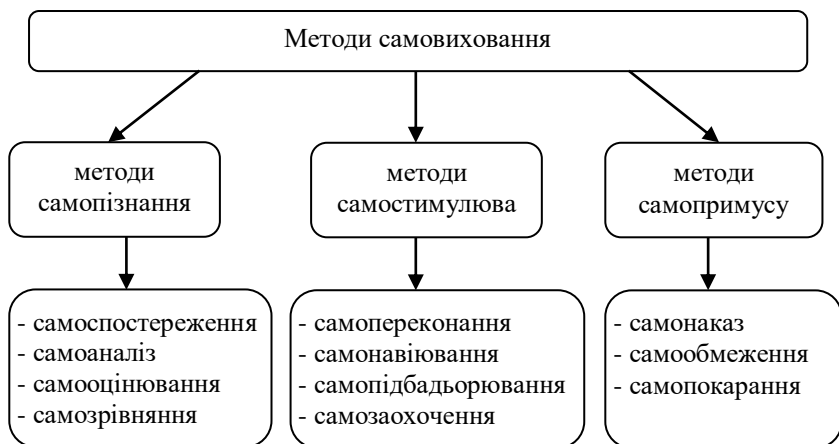 Методи самовиховання
методи
самопізнання
методи
самостимулюва
методи
самопримусу
- самоспостереження
- самоаналіз
- самооцінювання
- самозрівняння
- самопереконання
- самонавіювання
- самопідбадьорювання
- самозаохочення
- самонаказ
- самообмеження
- самопокарання